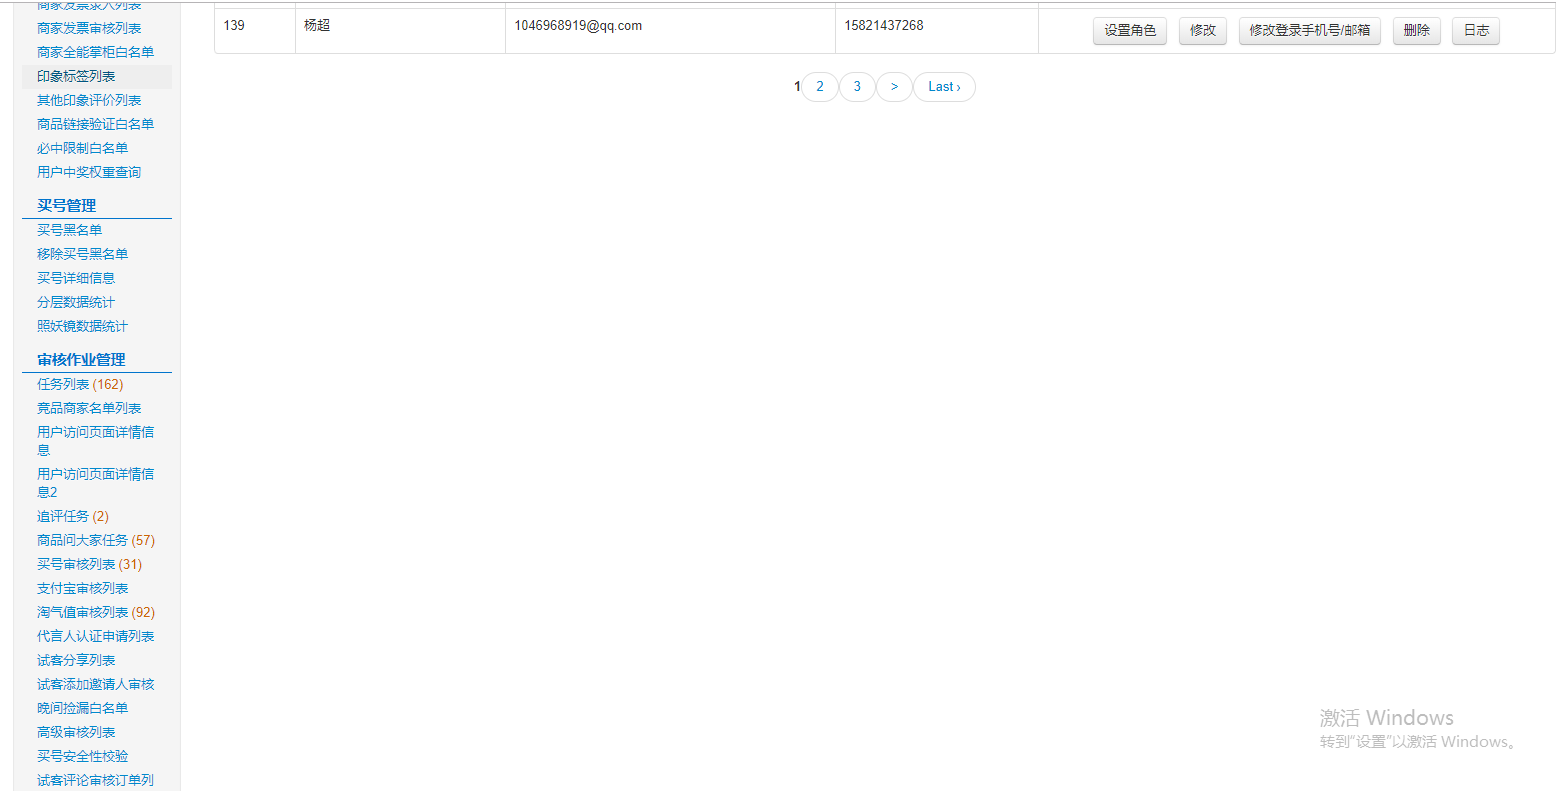 商家发票录入列表
商家发票审核列表
商家全能掌柜白名单
印象标签列表
其他印象评价列表
商品链接验证白名单
必中限制白名单
用户中奖权重查询
买号管理
买号黑名单
移除买号黑名单
买号详细信息
分层数据统计
照妖镜数据统计
审核作业管理
任务列表 (162)
竟品商家名单列表
用户访问页面详情信
息
用户访问页面详情信
息2
追评任务 (2)
商品问大家任务 (57)
买号审核列表 (31)
支付宝审核列表
淘气值审核列表 (92)
代言人认证申请列表
试客分享列表
试客添加邀请人审核
晚间捡漏白名单
高级审核列表
买号安全性校验
试客评论审核订单列
139 杨超 1046968919@qq.com 15821437268 设置角色 修改 修改登录手机号/邮箱 删除 日志
1 2 3 > Last ›
激活 Windows
转到“设置”以激活 Windows。